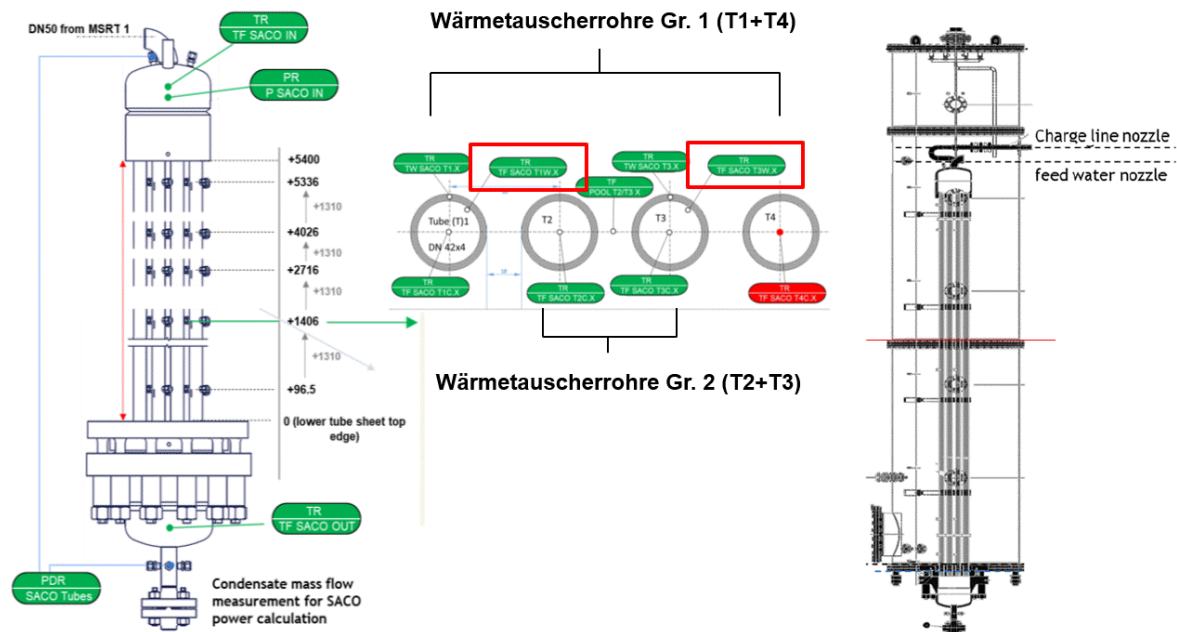 DN50 from MSRT 1
TR
TF SACO IN
PR
P SACO IN
+5400
+5336
+1310
+4026
+1310
+2716
+1310
+1406
+1310
+96.5
0 (lower tube sheet top
edge)
TR
TF SACO OUT
PDR
SACO Tubes
Condensate mass flow
measurement for SACO
power calculation
Wärmetauscherrohre Gr. 1 (T1+T4)
TR
TW SACO T1.X
TR
TF SACO T1W.X
TF
POOL T2/T3 X
TR
TW SACO T3.X
TR
TF SACO T3W.X
Tube (T)1
DN 42x4
T2
T3
T4
TR
TF SACO T1C.X
TR
TF SACO T2C.X
TR
TF SACO T3C.X
TR
TF SACO T4C.X
Wärmetauscherrohre Gr. 2 (T2+T3)
Charge line nozzle
feed water nozzle